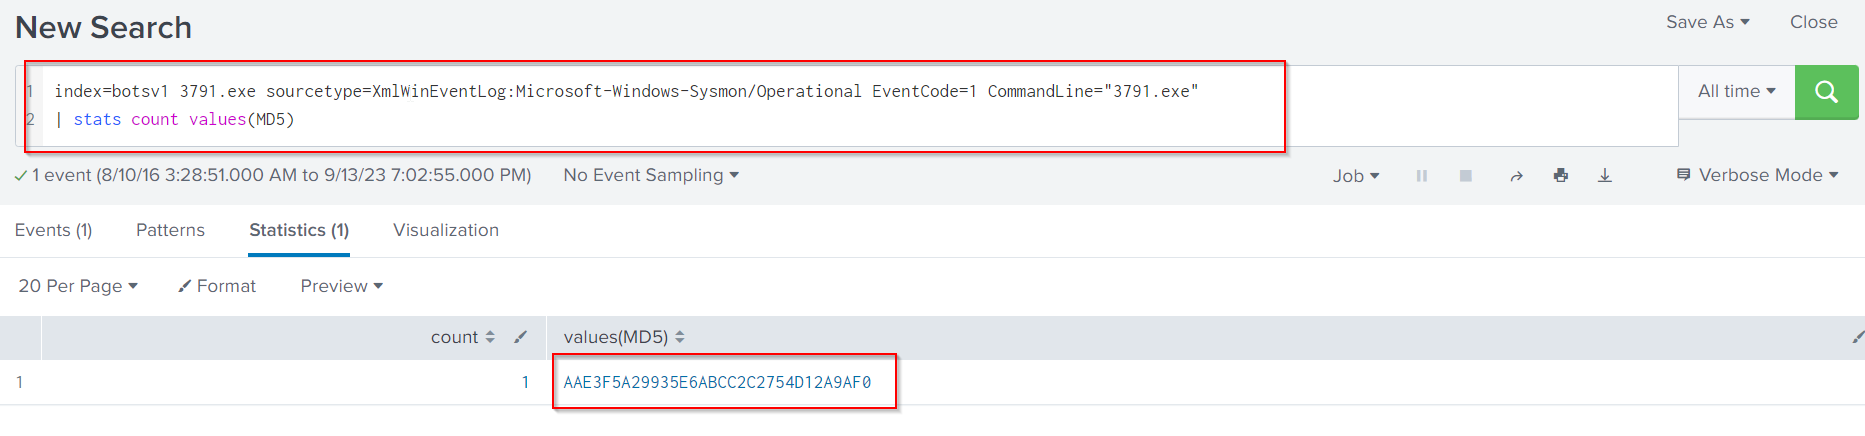 New Search
Save As
Close
1 index=botsv1 3791.exe sourcetype=XmlWinEventLog:Microsoft-Windows-Sysmon/Operational EventCode=1 CommandLine="3791.exe"
2 | stats count values(MD5)
All time
1 event (8/10/16 3:28:51.000 AM to 9/13/23 7:02:55.000 PM)
No Event Sampling
Job
Verbose Mode
Events (1)
Patterns
Statistics (1)
Visualization
20 Per Page
Format
Preview
count
values(MD5)
1
1
AAE3F5A29935E6ABCC2C2754D12A9AF0